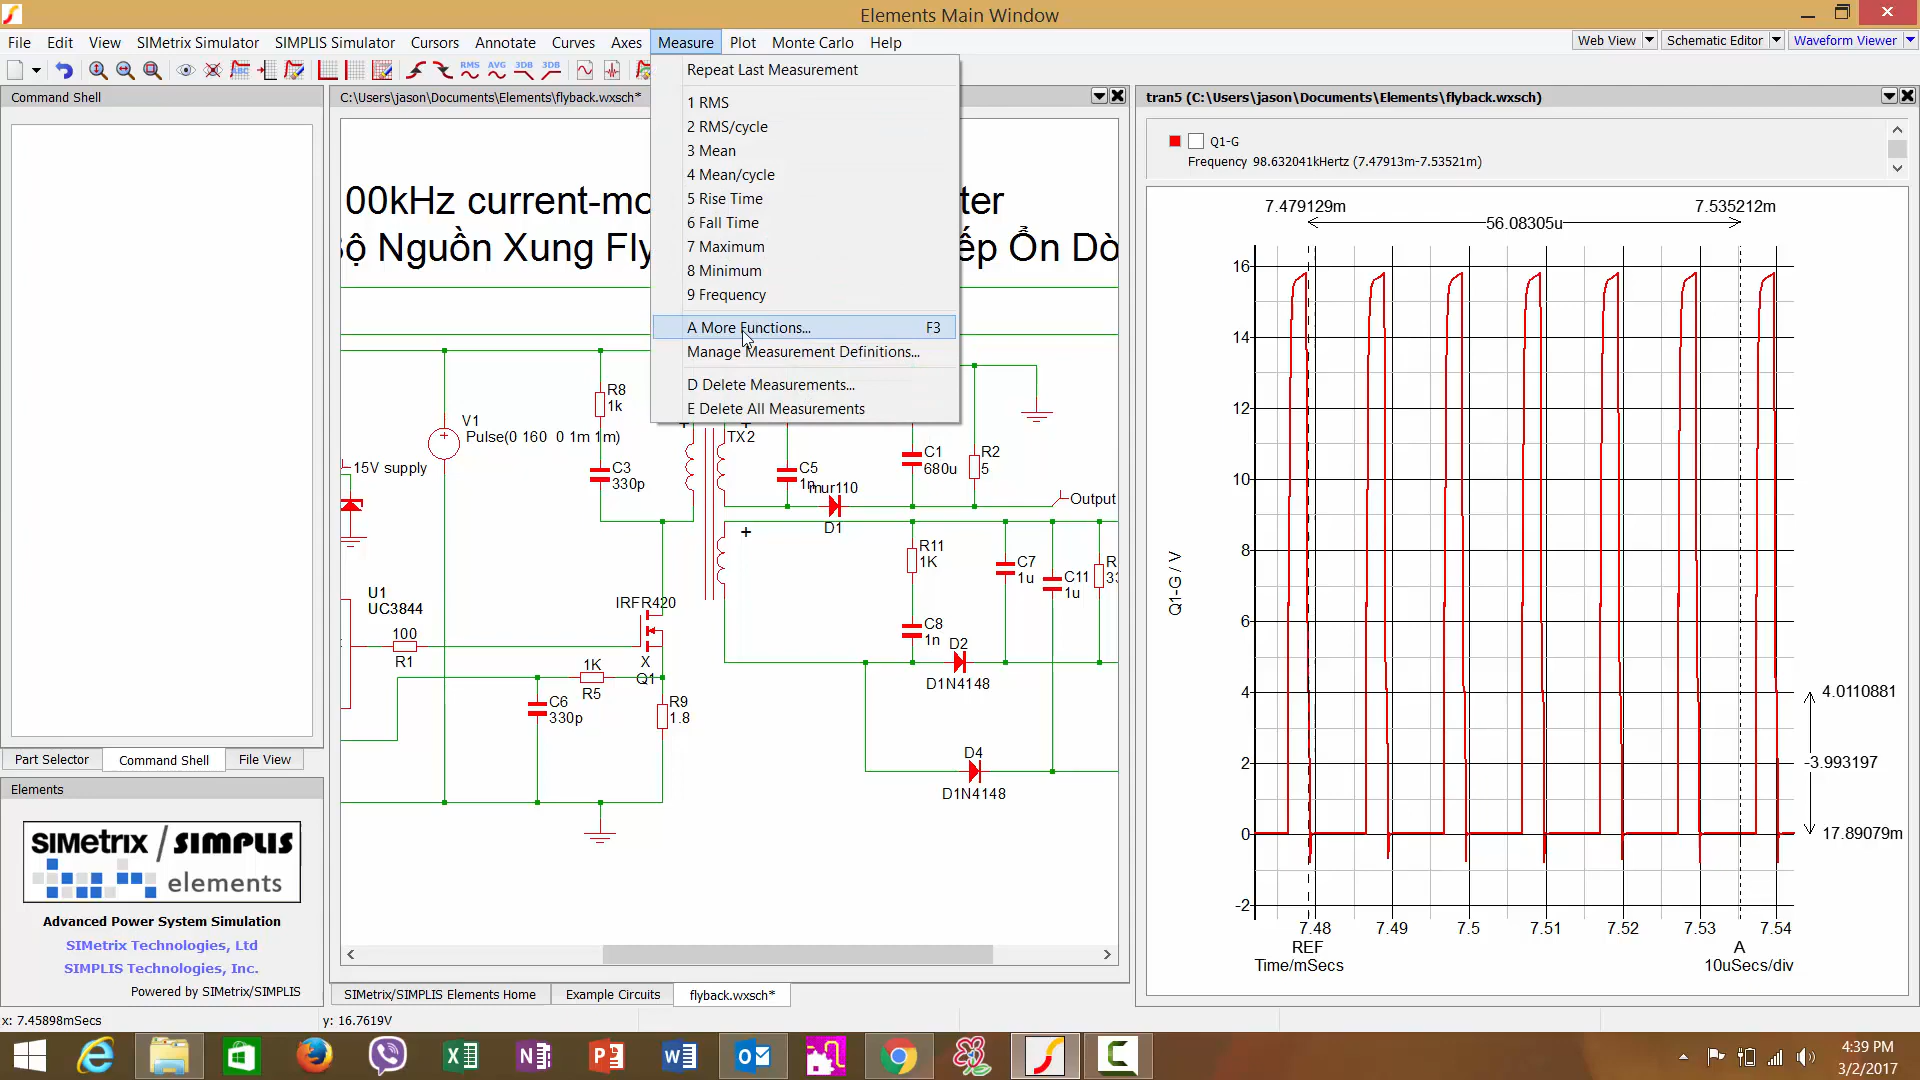 Elements Main Window
File Edit View SIMetrix Simulator SIMPLIS Simulator Cursors Annotate Curves Axes Measure Plot Monte Carlo Help
Web View Schematic Editor Waveform Viewer
ABC RMS AVG 3DB 3DB
Command Shell
C:\Users\jason\Documents\Elements\flyback.wxsch*
tran5 (C:\Users\jason\Documents\Elements\flyback.wxsch)
Repeat Last Measurement
1 RMS
2 RMS/cycle
3 Mean
4 Mean/cycle
5 Rise Time
6 Fall Time
7 Maximum
8 Minimum
9 Frequency
A More Functions... F3
Manage Measurement Definitions...
D Delete Measurements...
E Delete All Measurements
00kHz current-mo
ter
ộ Nguồn Xung Fly
ếp Ổn Dò
R8
1k
V1
Pulse(0 160 0 1m 1m)
15V supply
C3
330p
TX2
C5
1n
mur110
D1
C1
680u
R2
5
Output
R11
1K
C7
1u
C11
1u
R
33
U1
UC3844
100
R1
IRFR420
X
Q1
1K
R5
C6
330p
R9
1.8
C8
1n
D2
D1N4148
D4
D1N4148
Q1-G
Frequency 98.632041kHertz (7.47913m-7.53521m)
7.479129m 7.535212m
56.08305u
16
14
12
10
8
6
4
2
0
-2
Q1-G / V
4.0110881
-3.993197
17.89079m
7.48 7.49 7.5 7.51 7.52 7.53 7.54
REF A
Time/mSecs 10uSecs/div
Part Selector Command Shell File View
Elements
SIMetrix / SIMPLIS
elements
Advanced Power System Simulation
SIMetrix Technologies, Ltd
SIMPLIS Technologies, Inc.
Powered by SIMetrix/SIMPLIS
SIMetrix/SIMPLIS Elements Home Example Circuits flyback.wxsch*
x: 7.45898mSecs y: 16.7619V
4:39 PM
3/2/2017